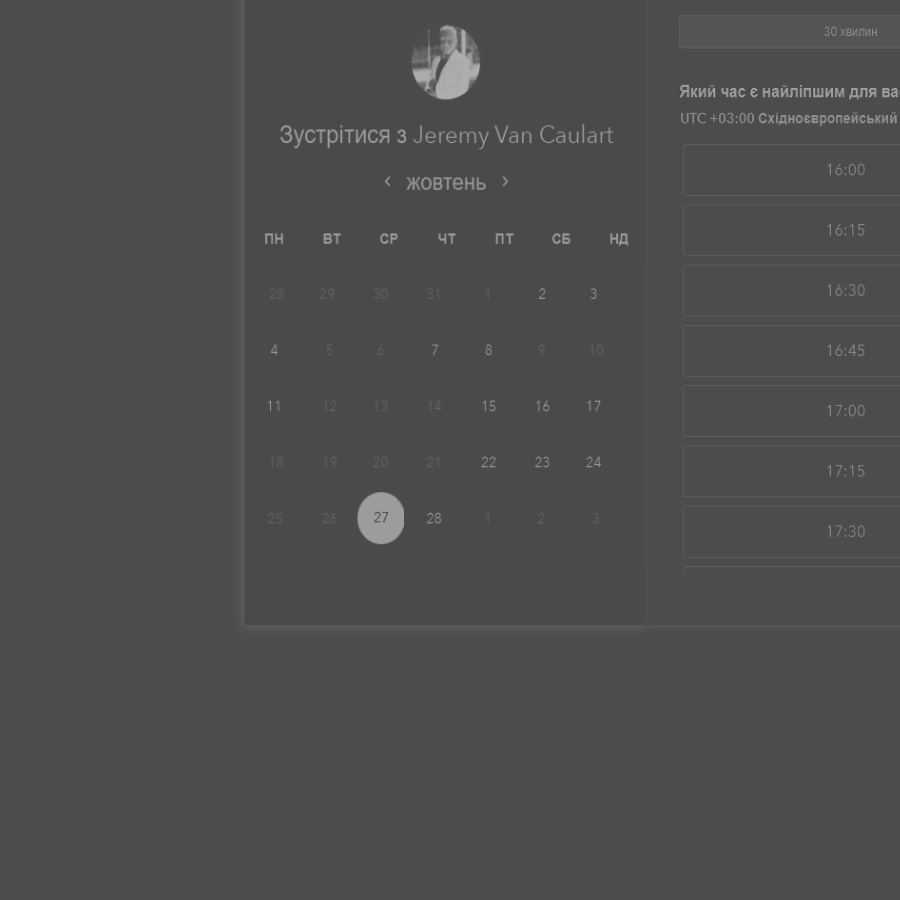 Зустрітися з Jeremy Van Caulart
жовтень
ПН ВТ СР ЧТ ПТ СБ НД
28 29 30 31 1 2 3
4 5 6 7 8 9 10
11 12 13 14 15 16 17
18 19 20 21 22 23 24
25 26 27 28 1 2 3
30 хвилин
Який час є найліпшим для ва
UTC +03:00 Східноєвропейський
16:00
16:15
16:30
16:45
17:00
17:15
17:30